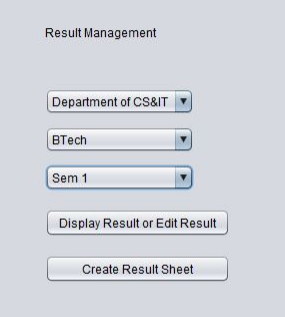 Result Management
Department of CS&IT
BTech
Sem 1
Display Result or Edit Result
Create Result Sheet